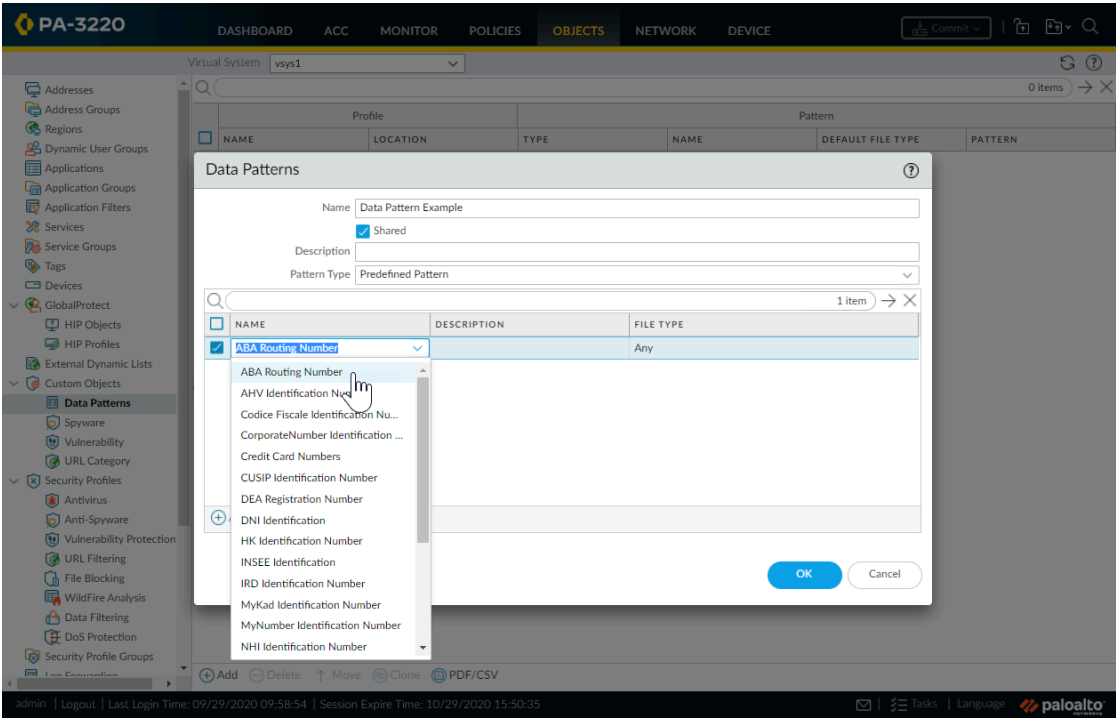 PA-3220
DASHBOARD ACC MONITOR POLICIES OBJECTS NETWORK DEVICE
Commit
Virtual System vsys1
Addresses
Address Groups
Regions
Dynamic User Groups
Applications
Application Groups
Application Filters
Services
Service Groups
Tags
Devices
GlobalProtect
HIP Objects
HIP Profiles
External Dynamic Lists
Custom Objects
Data Patterns
Spyware
Vulnerability
URL Category
Security Profiles
Antivirus
Anti-Spyware
Vulnerability Protection
URL Filtering
File Blocking
WildFire Analysis
Data Filtering
DoS Protection
Security Profile Groups
Log Forwarding
0 items
Profile Pattern
NAME LOCATION TYPE NAME DEFAULT FILE TYPE PATTERN
Data Patterns
Name Data Pattern Example
Shared
Description
Pattern Type Predefined Pattern
1 item
NAME DESCRIPTION FILE TYPE
ABA Routing Number Any
ABA Routing Number
AHV Identification
Codice Fiscale Identification Nu...
CorporateNumber Identification ...
Credit Card Numbers
CUSIP Identification Number
DEA Registration Number
DNI Identification
HK Identification Number
INSEE Identification
IRD Identification Number
MyKad Identification Number
MyNumber Identification Number
NHI Identification Number
OK Cancel
Add Delete Move Clone PDF/CSV
admin | Logout | Last Login Time: 09/29/2020 09:58:54 | Session Expire Time: 10/29/2020 15:50:35
Tasks | Language paloalto
NETWORKS